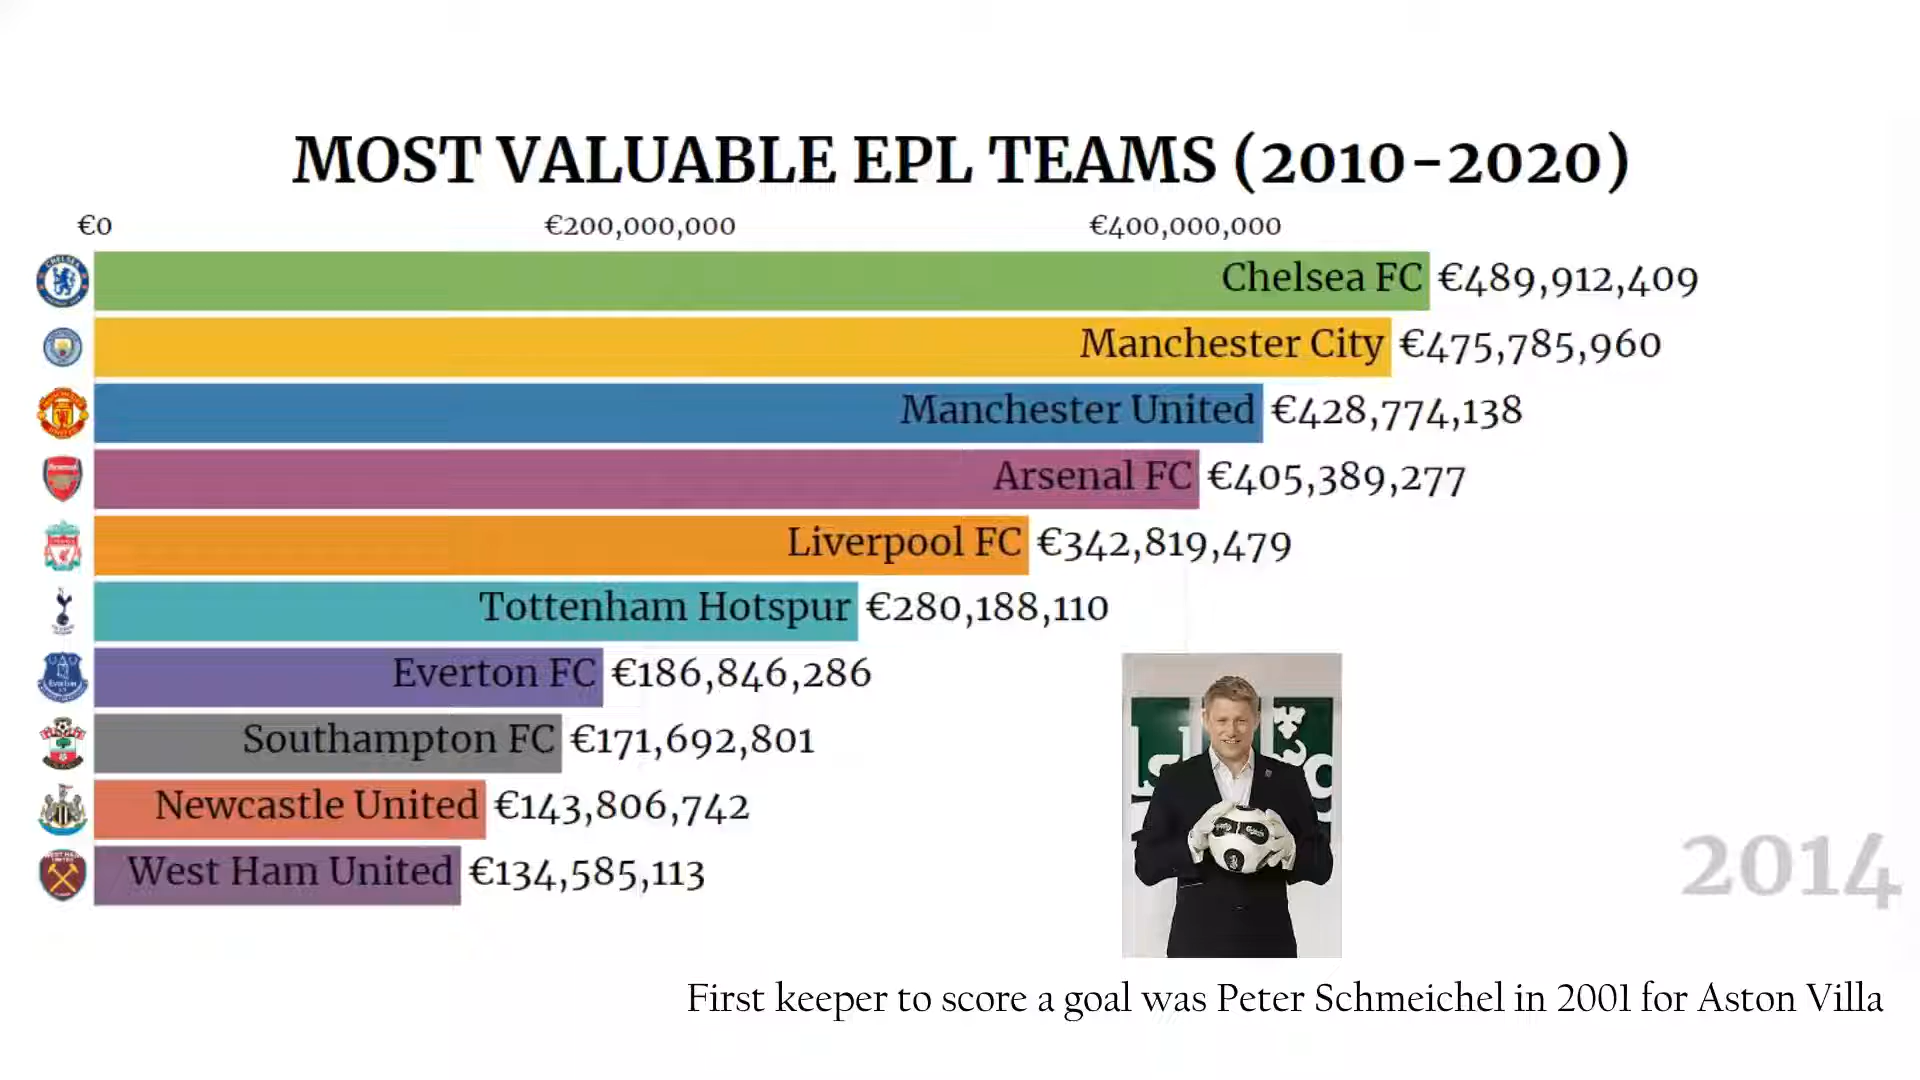 MOST VALUABLE EPL TEAMS (2010-2020)
€0 €200,000,000 €400,000,000
Chelsea FC €489,912,409
Manchester City €475,785,960
Manchester United €428,774,138
Arsenal FC €405,389,277
Liverpool FC €342,819,479
Tottenham Hotspur €280,188,110
Everton FC €186,846,286
Southampton FC €171,692,801
Newcastle United €143,806,742
West Ham United €134,585,113
2014
First keeper to score a goal was Peter Schmeichel in 2001 for Aston Villa